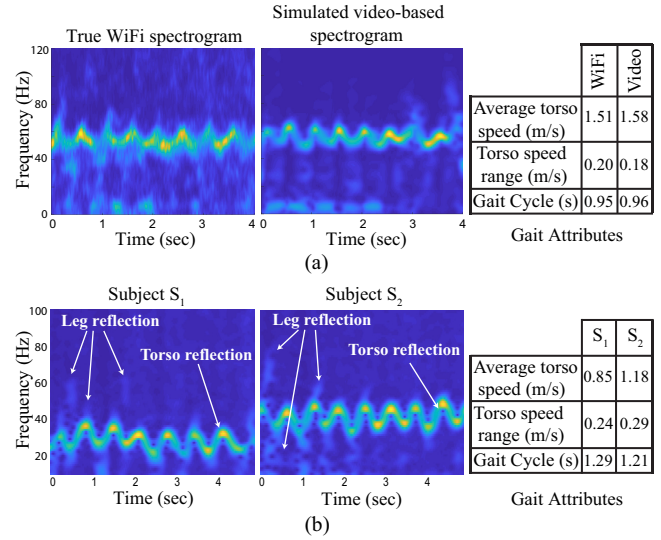 True WiFi spectrogram
Simulated video-based
spectrogram
Frequency (Hz)
120
80
40
0
0 1 2 3 4
Time (sec)
0 1 2 3 4
Time (sec)
WiFi Video
Average torso
speed (m/s) 1.51 1.58
Torso speed
range (m/s) 0.20 0.18
Gait Cycle (s) 0.95 0.96
Gait Attributes
(a)
Subject S1
Subject S2
Frequency (Hz)
100
80
60
40
20
Leg reflection
Torso reflection
0 1 2 3 4
Time (sec)
Leg reflection
Torso reflection
0 1 2 3 4
Time (sec)
S1 S2
Average torso
speed (m/s) 0.85 1.18
Torso speed
range (m/s) 0.24 0.29
Gait Cycle (s) 1.29 1.21
Gait Attributes
(b)